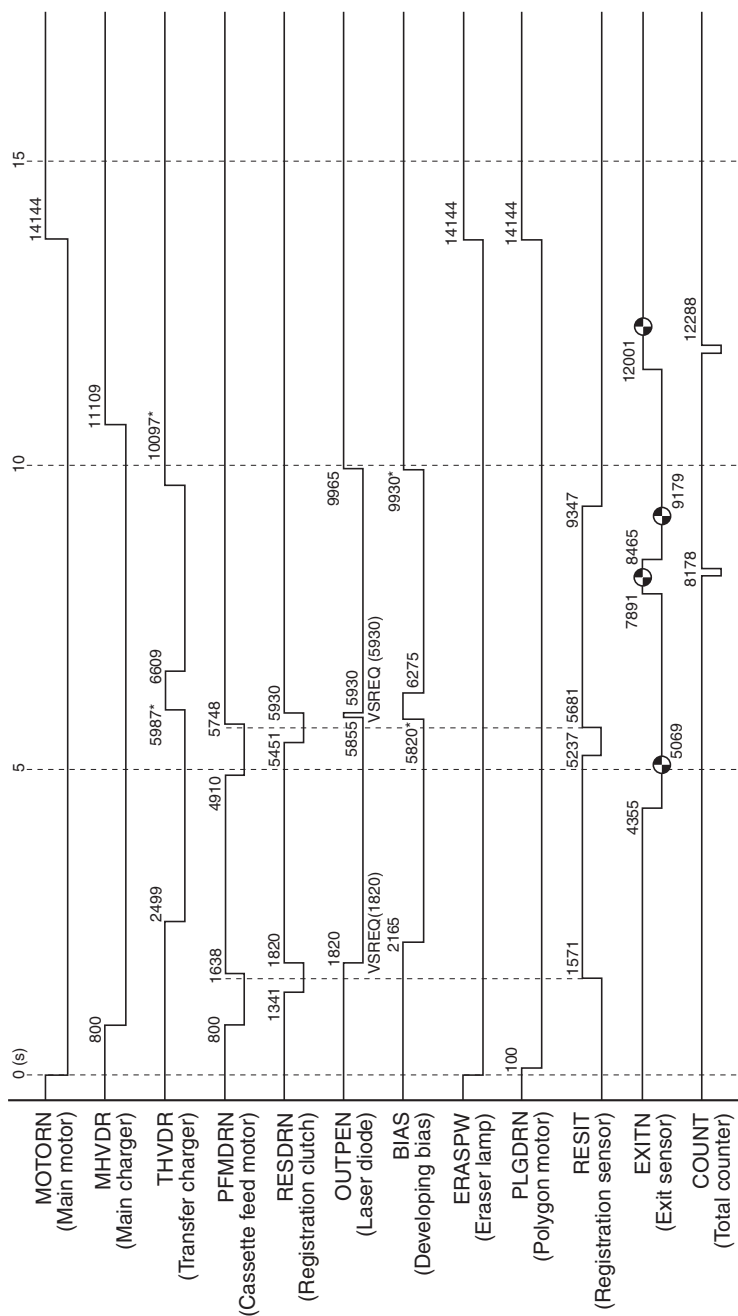 0 (s)
5
10
15
MOTORN
(Main motor)
14144
MHVDR
(Main charger)
800
11109
THVDR
(Transfer charger)
2499
5987*
6609
10097*
PFMDRN
(Cassette feed motor)
800
1638
4910
5748
RESDRN
(Registration clutch)
1341
1820
5451
5930
OUTPEN
(Laser diode)
1820
VSREQ(1820)
5855
5930
VSREQ (5930)
9965
BIAS
(Developing bias)
2165
5820*
6275
9930*
ERASPW
(Eraser lamp)
14144
PLGDRN
(Polygon motor)
100
14144
RESIT
(Registration sensor)
1571
5237
5681
9347
EXITN
(Exit sensor)
4355
5069
7891
8465
9179
12001
COUNT
(Total counter)
8178
12288